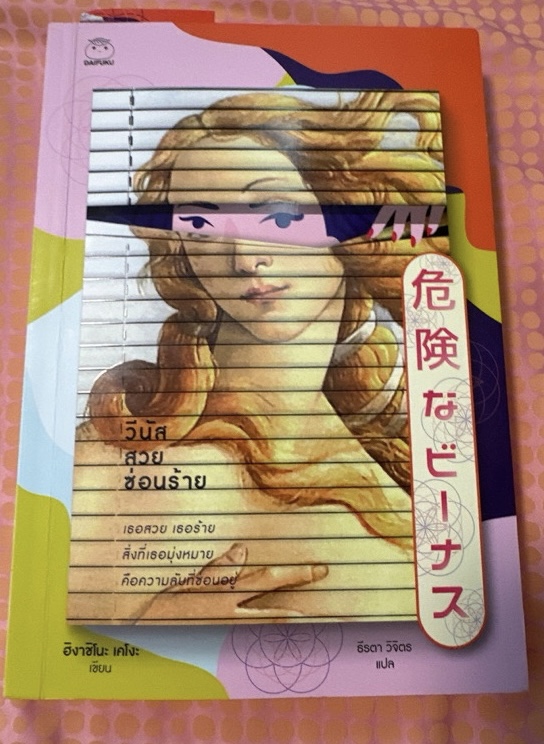 DAIFUKU
危険なビーナス
วีนัส
สวย
ซ่อนร้าย
เธอสวย เธอร้าย
สิ่งที่เธอมุ่งหมาย
คือความลับที่ซ่อนอยู่
ฮิงาชิโนะ เคโงะ
เขียน
ธีรตา วิจิตร
แปล